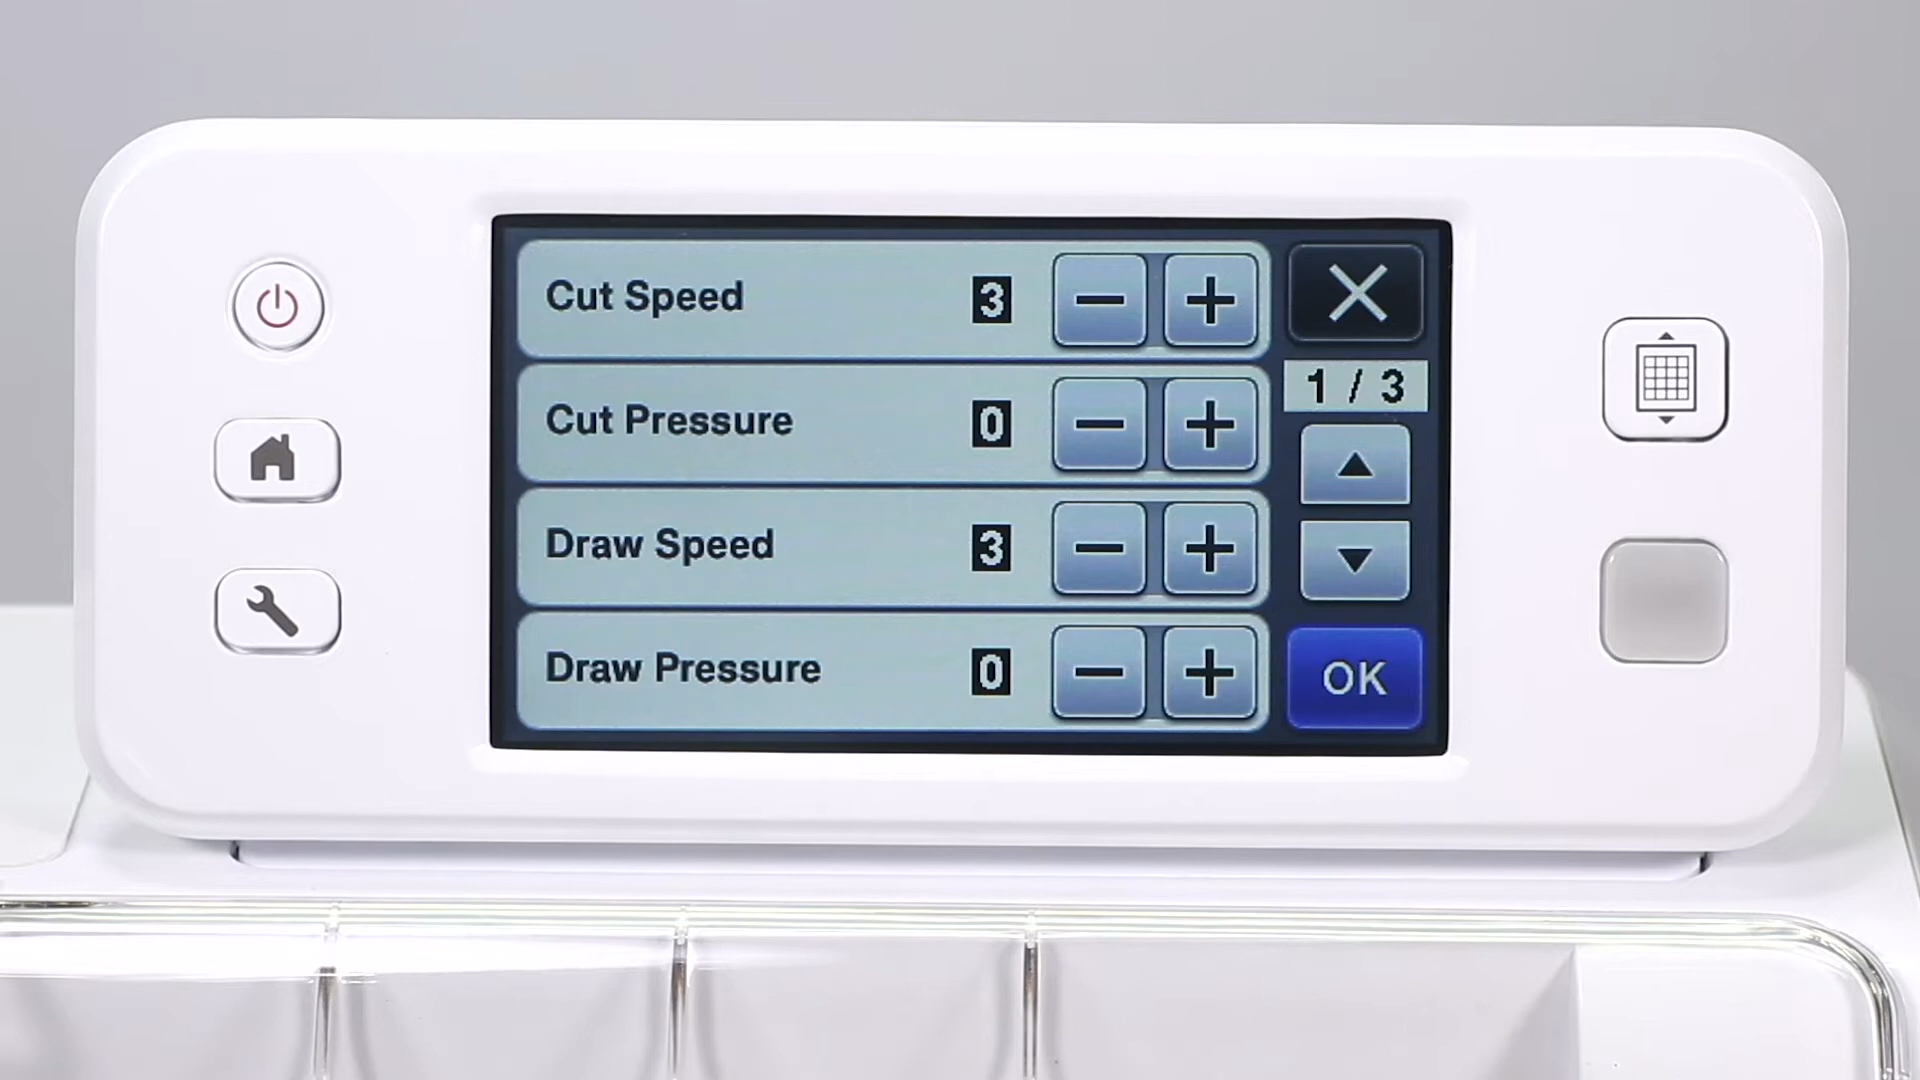 Cut Speed 3
Cut Pressure 0
Draw Speed 3
Draw Pressure 0
1 / 3
OK